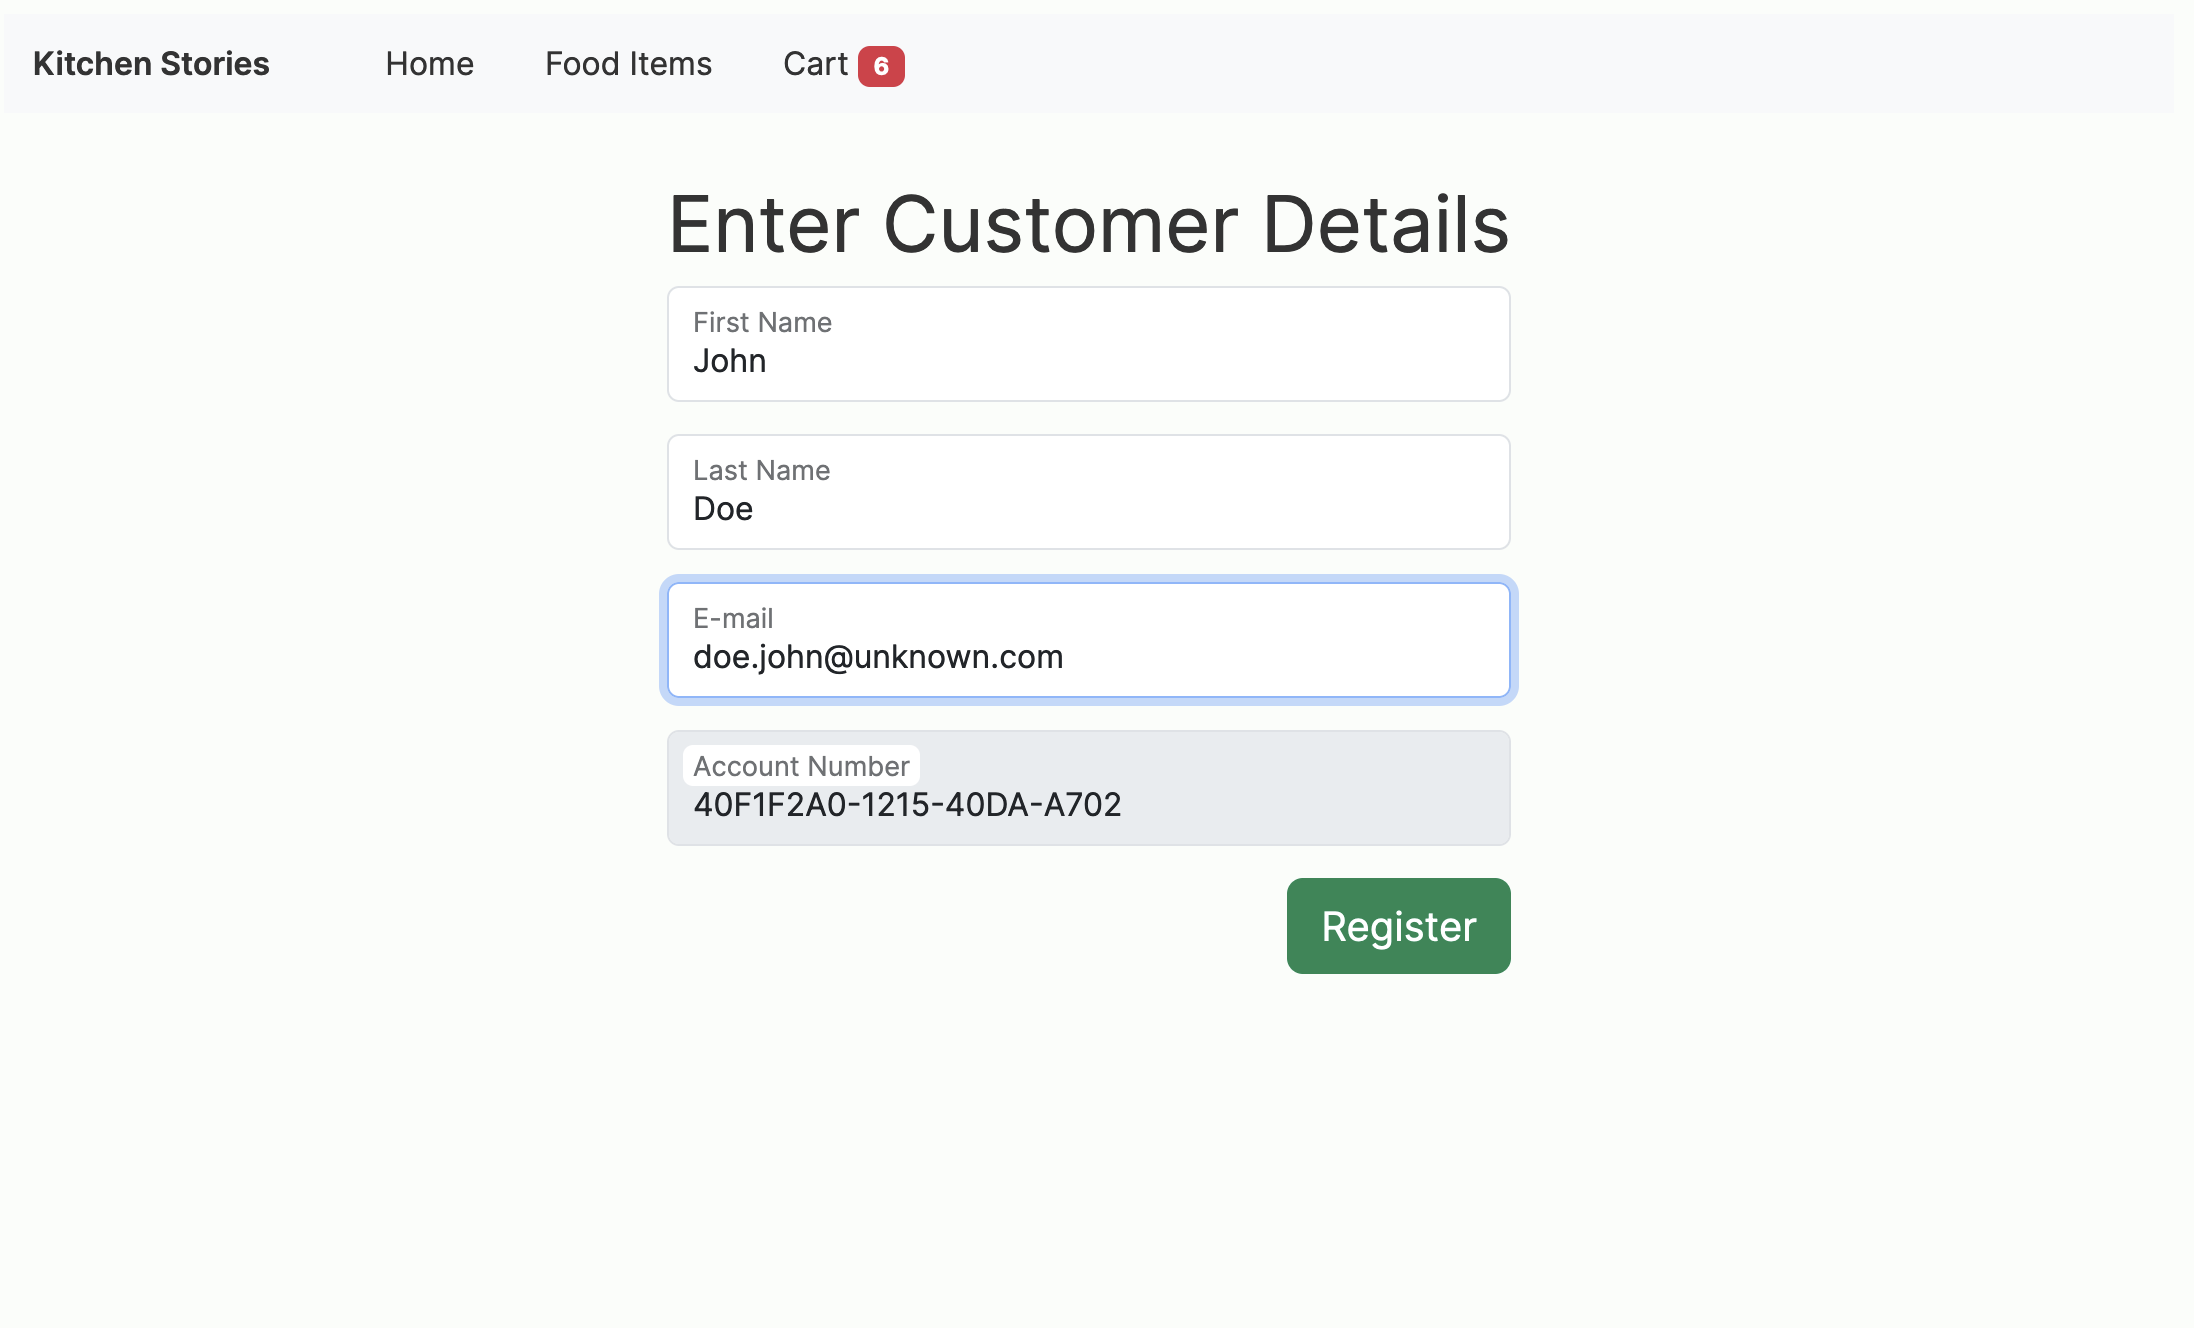 Kitchen Stories Home Food Items Cart 6
Enter Customer Details
First Name
John
Last Name
Doe
E-mail
doe.john@unknown.com
Account Number
40F1F2A0-1215-40DA-A702
Register